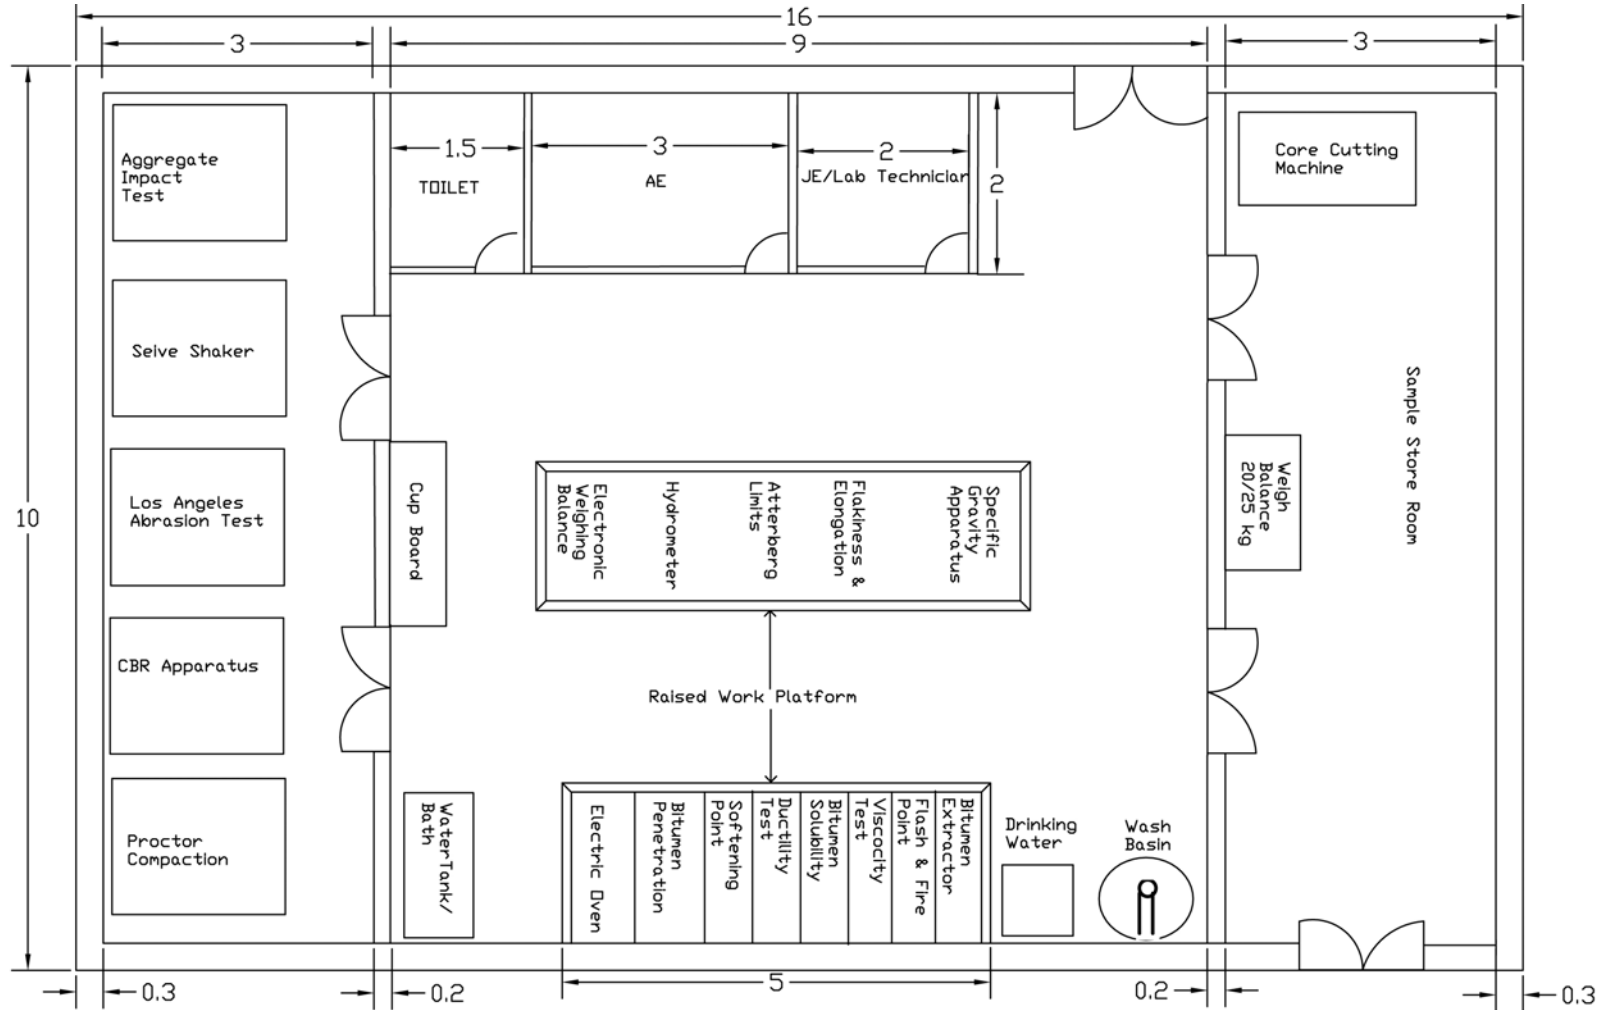 16
3
9
3
Aggregate
Impact
Test
1.5
TOILET
3
AE
2
JE/Lab Technician
2
Core Cutting
Machine
Seive Shaker
Los Angeles
Abrasion Test
CBR Apparatus
Proctor
Compaction
10
Cup Board
Electronic
Weighing
Balance
Hydrometer
Atterberg
Limits
Flakiness &
Elongation
Specific
Gravity
Apparatus
Weigh
Balance
20/25 kg
Sample Store Room
Raised Work Platform
WaterTank/
Bath
Electric Oven
Bitumen
Penetration
Softening
Point
Ductility
Test
Bitumen
Solubility
Viscocity
Test
Flash & Fire
Point
Bitumen
Extractor
Drinking
Water
Wash
Basin
0.3
0.2
5
0.2
0.3